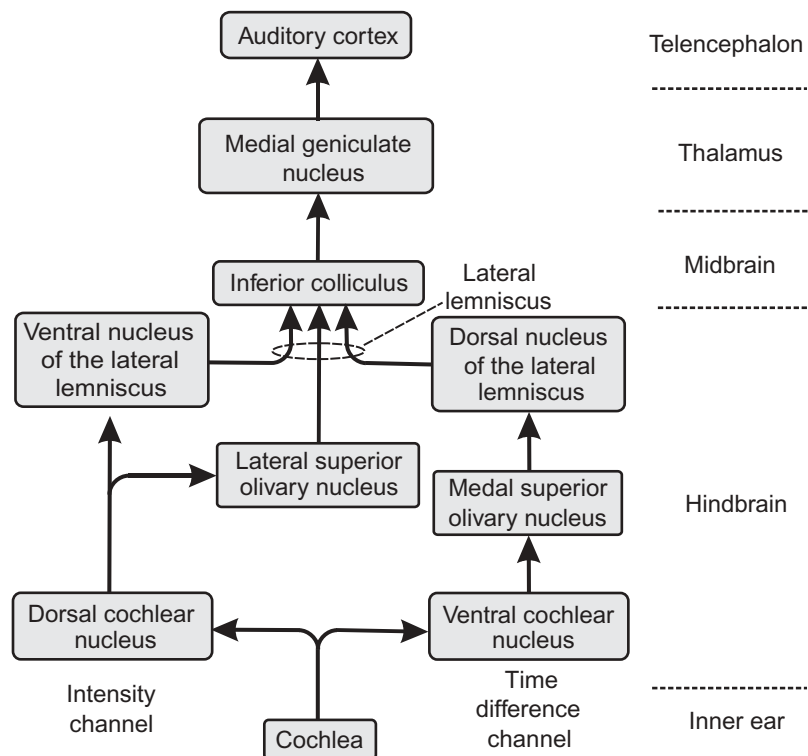 Auditory cortex
Telencephalon
Medial geniculate
nucleus
Thalamus
Inferior colliculus
Lateral
lemniscus
Midbrain
Ventral nucleus
of the lateral
lemniscus
Dorsal nucleus
of the lateral
lemniscus
Lateral superior
olivary nucleus
Medal superior
olivary nucleus
Hindbrain
Dorsal cochlear
nucleus
Ventral cochlear
nucleus
Intensity
channel
Time
difference
channel
Cochlea
Inner ear